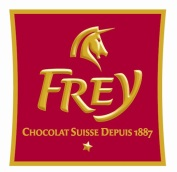 FREY
CHOCOLAT SUISSE DEPUIS 1887